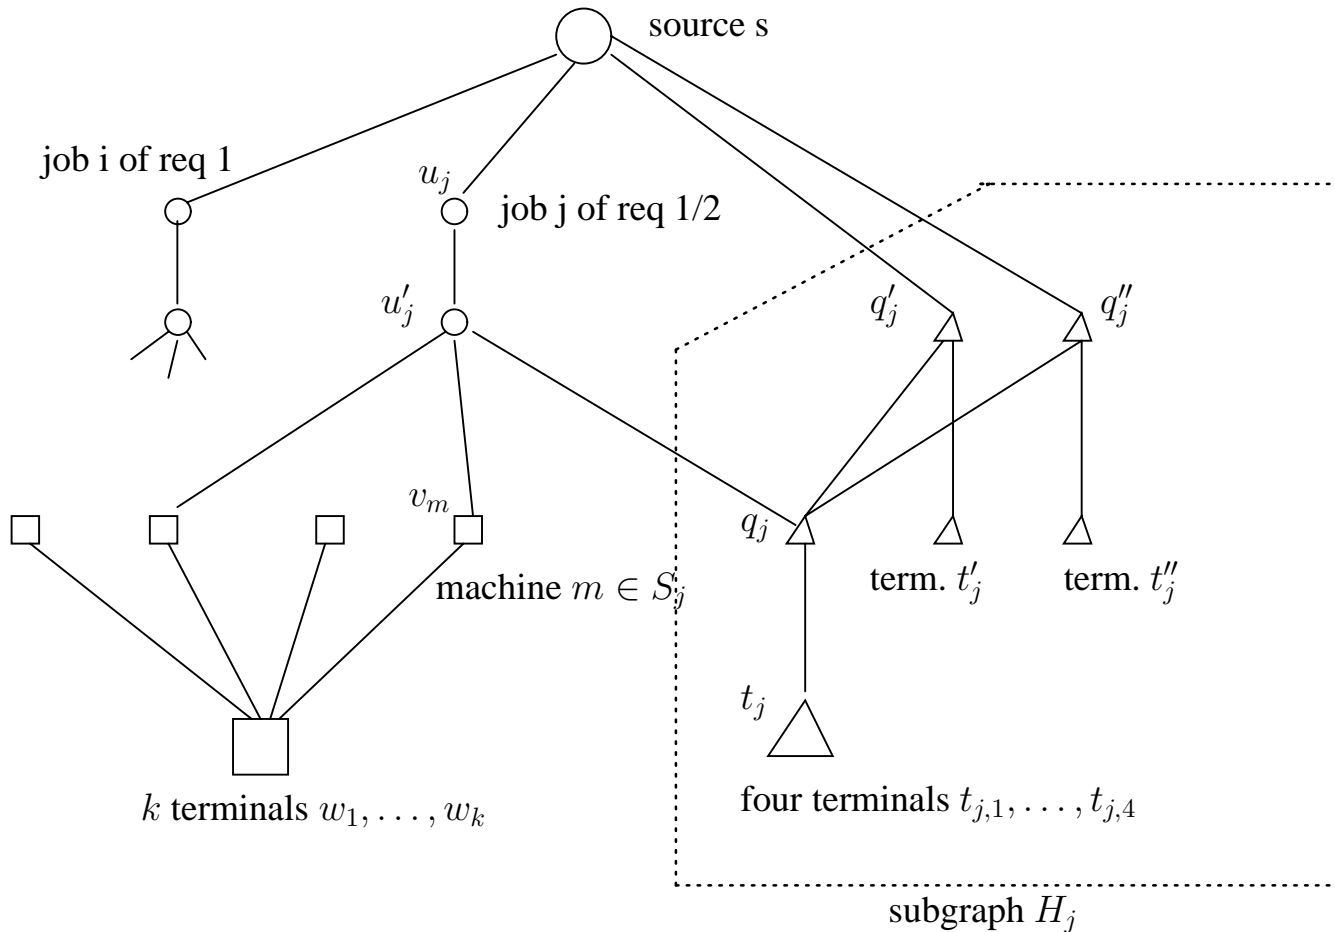 source s
job i of req 1
u_j
job j of req 1/2
u′_j
q′_j
q″_j
v_m
q_j
machine m ∈ S_j
term. t′_j
term. t″_j
t_j
k terminals w_1, . . . , w_k
four terminals t_{j,1}, . . . , t_{j,4}
subgraph H_j